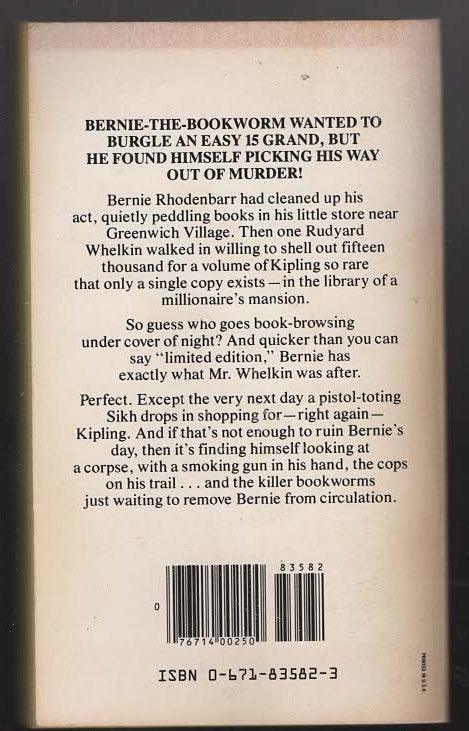 BERNIE-THE-BOOKWORM WANTED TO
BURGLE AN EASY 15 GRAND, BUT
HE FOUND HIMSELF PICKING HIS WAY
OUT OF MURDER!
Bernie Rhodenbarr had cleaned up his
act, quietly peddling books in his little store near
Greenwich Village. Then one Rudyard
Whelkin walked in willing to shell out fifteen
thousand for a volume of Kipling so rare
that only a single copy exists—in the library of a
millionaire's mansion.
So guess who goes book-browsing
under cover of night? And quicker than you can
say "limited edition," Bernie has
exactly what Mr. Whelkin was after.
Perfect. Except the very next day a pistol-toting
Sikh drops in shopping for—right again—
Kipling. And if that's not enough to ruin Bernie's
day, then it's finding himself looking at
a corpse, with a smoking gun in his hand, the cops
on his trail . . . and the killer bookworms
just waiting to remove Bernie from circulation.
83582
0
76714 00250
ISBN 0-671-83582-3
PRINTED IN U.S.A.